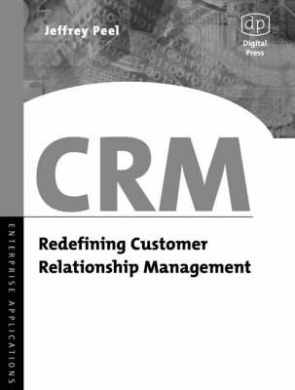 Jeffrey Peel
dp
Digital
Press
CRM
Redefining Customer
Relationship Management
ENTERPRISE APPLICATIONS